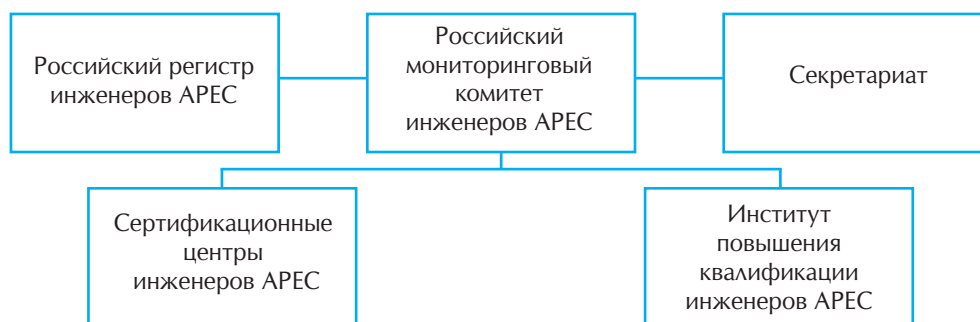 Российский регистр
инженеров APEC
Российский
мониторинговый
комитет
инженеров APEC
Секретариат
Сертификационные
центры
инженеров APEC
Институт
повышения
квалификации
инженеров APEC